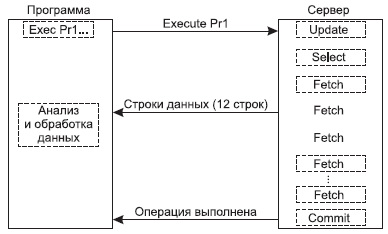 Программа
Сервер
Exec Pr1...
Execute Pr1
Update
Select
Fetch
Строки данных (12 строк)
Fetch
Анализ
и обработка
данных
Fetch
Fetch
Fetch
Операция выполнена
Commit